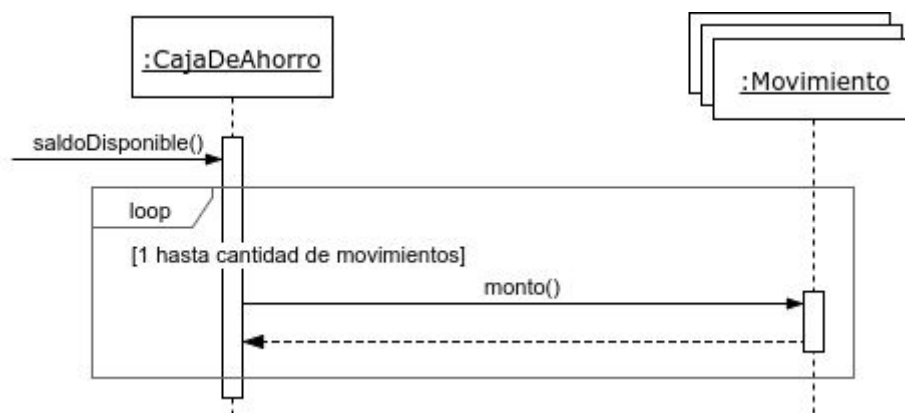 :CajaDeAhorro
:Movimiento
saldoDisponible()
loop
[1 hasta cantidad de movimientos]
monto()